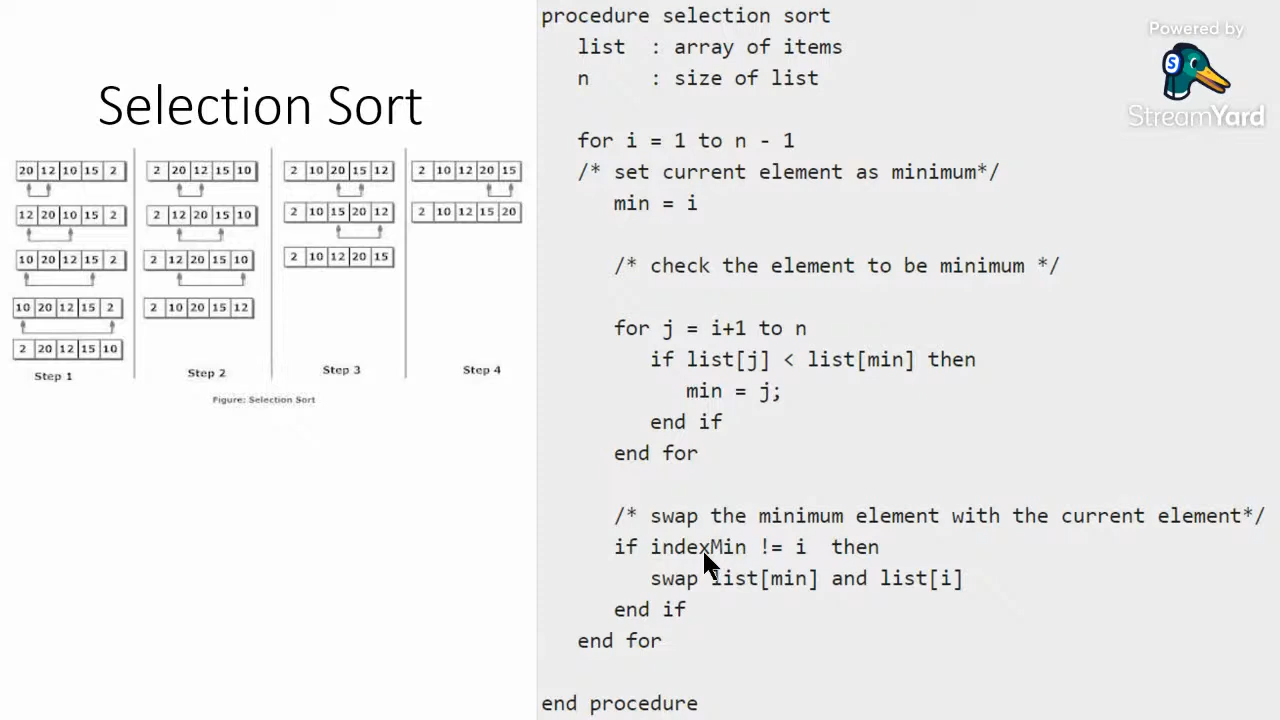 Selection Sort
20 12 10 15 2
12 20 10 15 2
10 20 12 15 2
10 20 12 15 2
2 20 12 15 10
Step 1
2 20 12 15 10
2 12 20 15 10
2 12 20 15 10
2 10 20 15 12
Step 2
2 10 20 15 12
2 10 15 20 12
2 10 12 20 15
Step 3
2 10 12 20 15
2 10 12 15 20
Step 4
Figure: Selection Sort
procedure selection sort
list : array of items
n : size of list
for i = 1 to n - 1
/* set current element as minimum*/
min = i
/* check the element to be minimum */
for j = i+1 to n
if list[j] < list[min] then
min = j;
end if
end for
/* swap the minimum element with the current element*/
if indexMin != i then
swap list[min] and list[i]
end if
end for
end procedure
Powered by
S
StreamYard